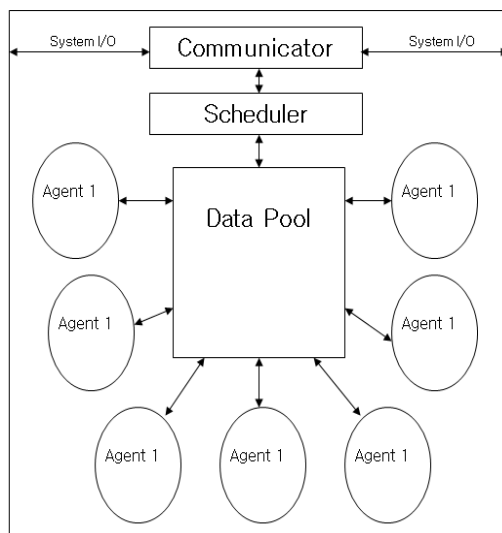 System I/O
Communicator
System I/O
Scheduler
Data Pool
Agent 1
Agent 1
Agent 1
Agent 1
Agent 1
Agent 1
Agent 1